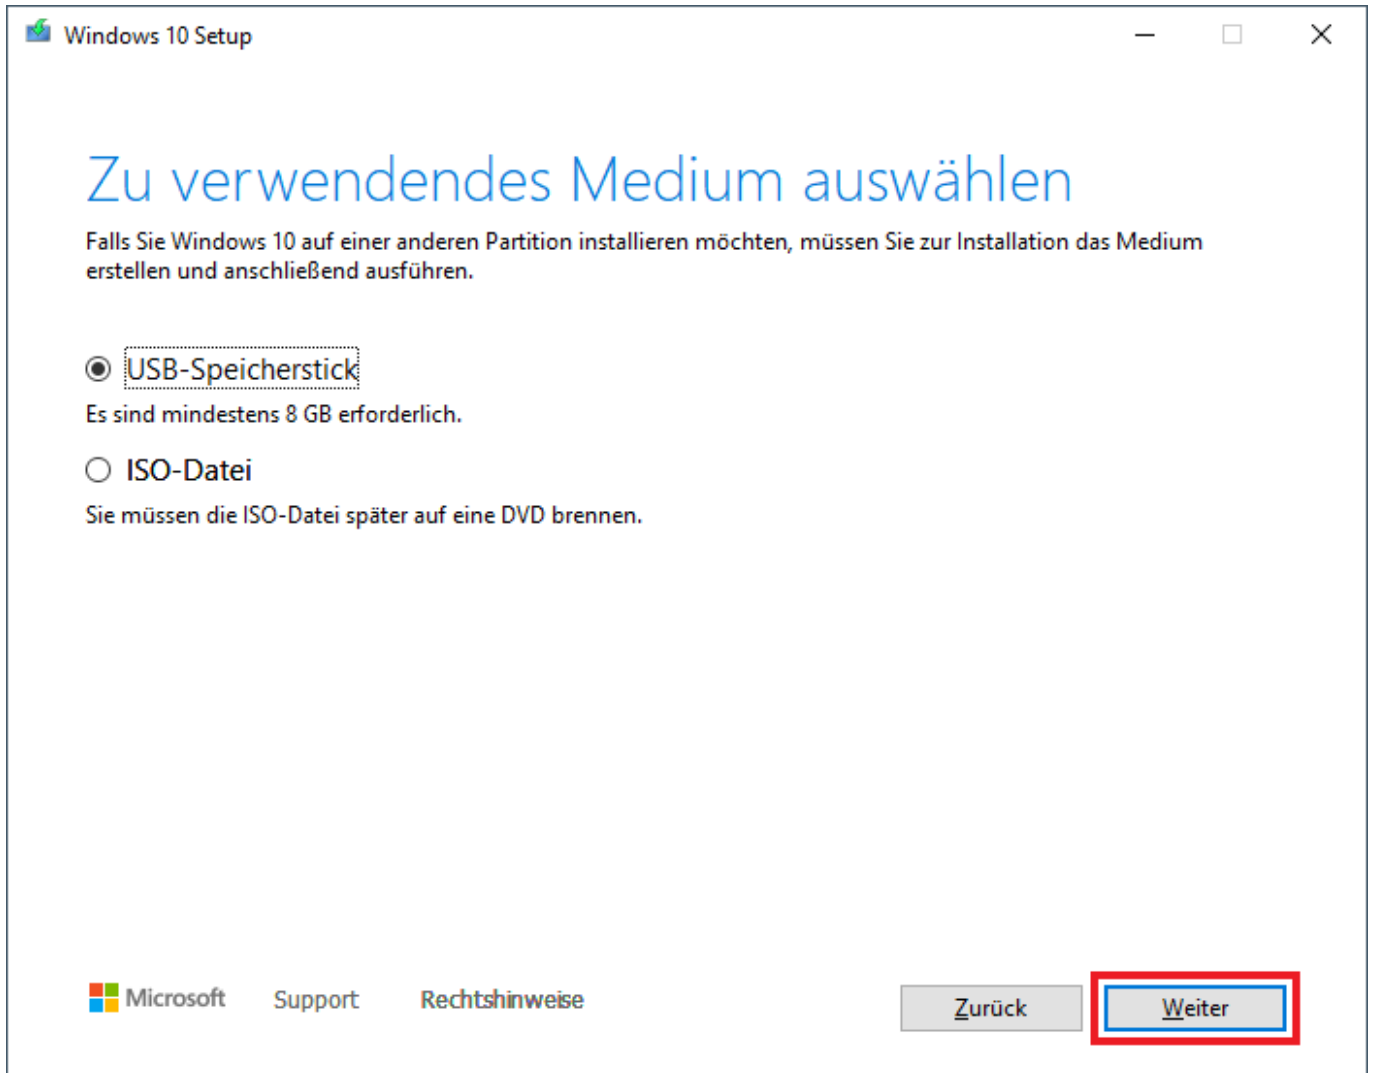 Windows 10 Setup
Zu verwendendes Medium auswählen
Falls Sie Windows 10 auf einer anderen Partition installieren möchten, müssen Sie zur Installation das Medium
erstellen und anschließend ausführen.
USB-Speicherstick
Es sind mindestens 8 GB erforderlich.
ISO-Datei
Sie müssen die ISO-Datei später auf eine DVD brennen.
Microsoft Support Rechtshinweise Zurück Weiter